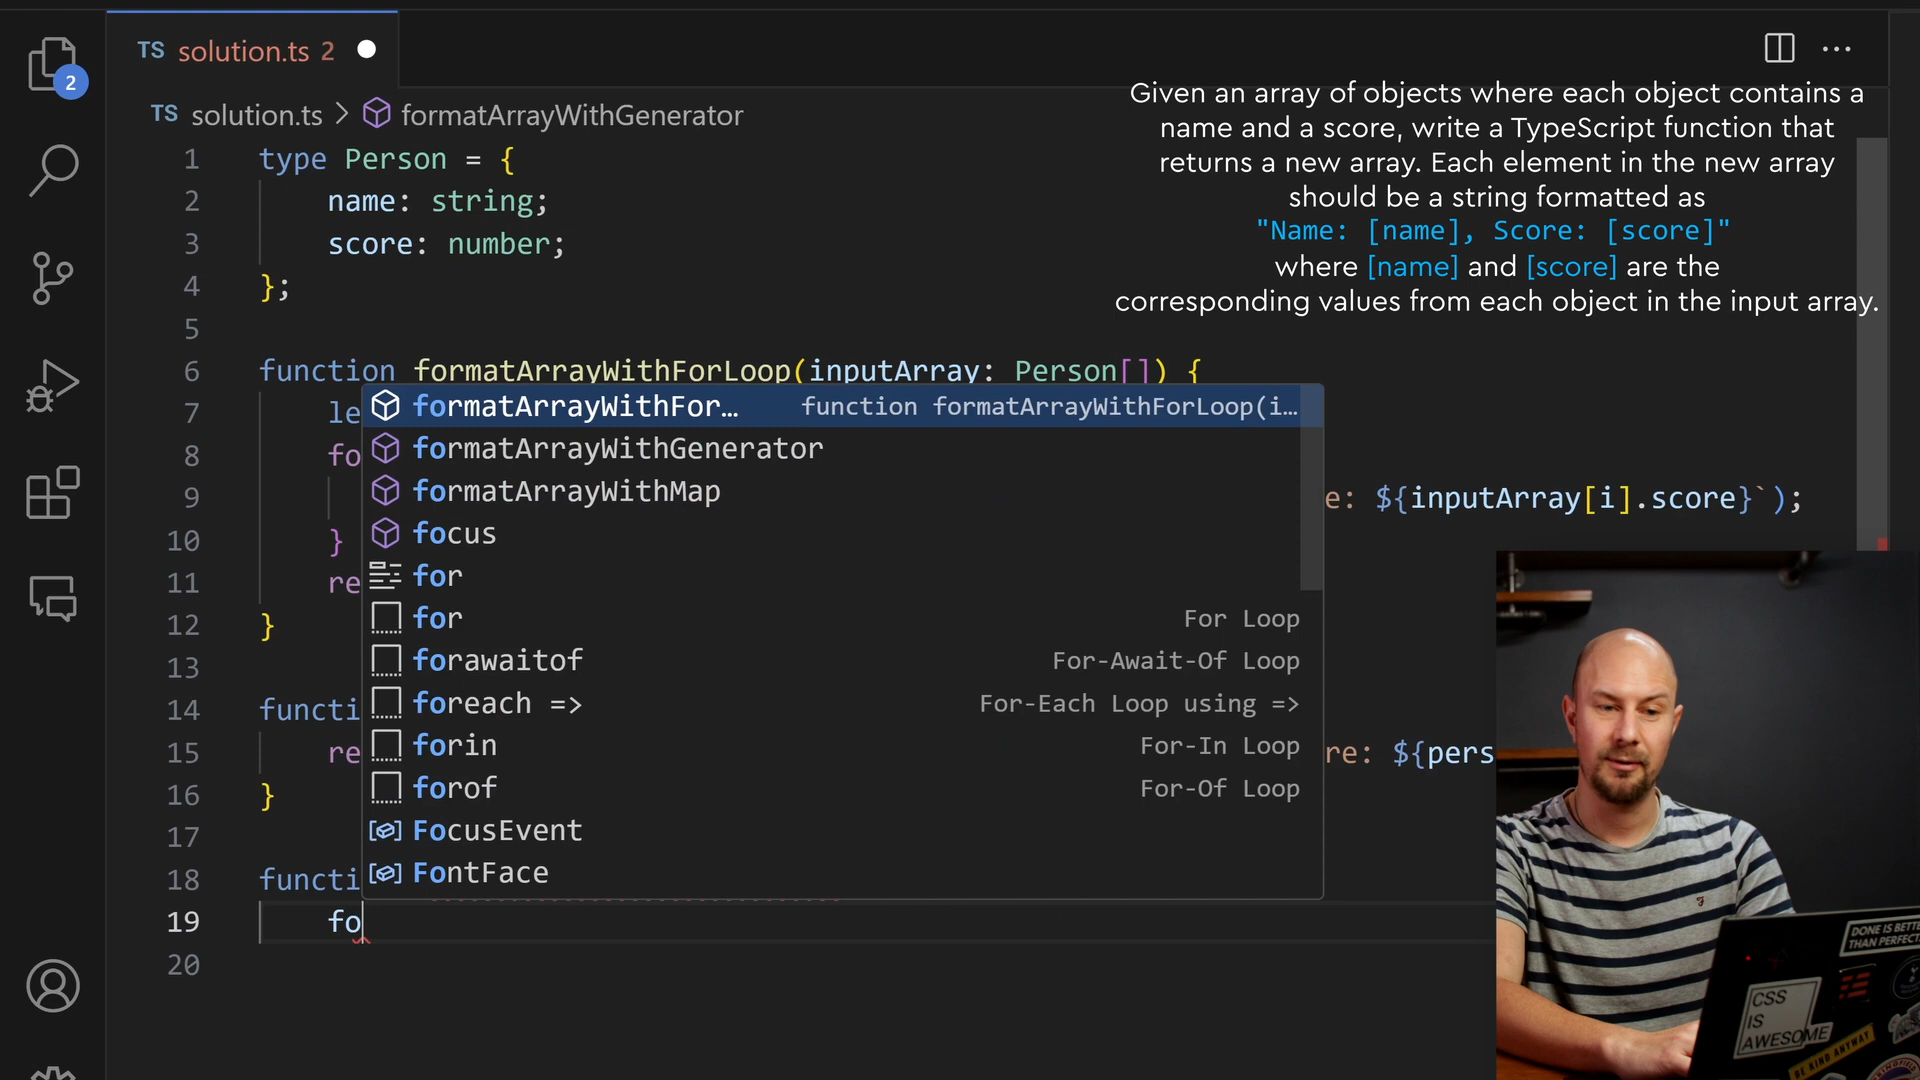 2
TS solution.ts 2
TS solution.ts > formatArrayWithGenerator
Given an array of objects where each object contains a
name and a score, write a TypeScript function that
returns a new array. Each element in the new array
should be a string formatted as
"Name: [name], Score: [score]"
where [name] and [score] are the
corresponding values from each object in the input array.
1 type Person = {
2 name: string;
3 score: number;
4 };
5
6 function formatArrayWithForLoop(inputArray: Person[]) {
7 le
8 fo
9 e: ${inputArray[i].score}`);
10 }
11 re
12 }
13
14 functi
15 re re: ${pers
16 }
17
18 functi
19 fo
20
formatArrayWithFor… function formatArrayWithForLoop(i…
formatArrayWithGenerator
formatArrayWithMap
focus
for
for For Loop
forawaitof For-Await-Of Loop
foreach => For-Each Loop using =>
forin For-In Loop
forof For-Of Loop
FocusEvent
FontFace
DONE IS BETTER
THAN PERFECT
CSS
IS
AWESOME
BE KIND ANYWAY